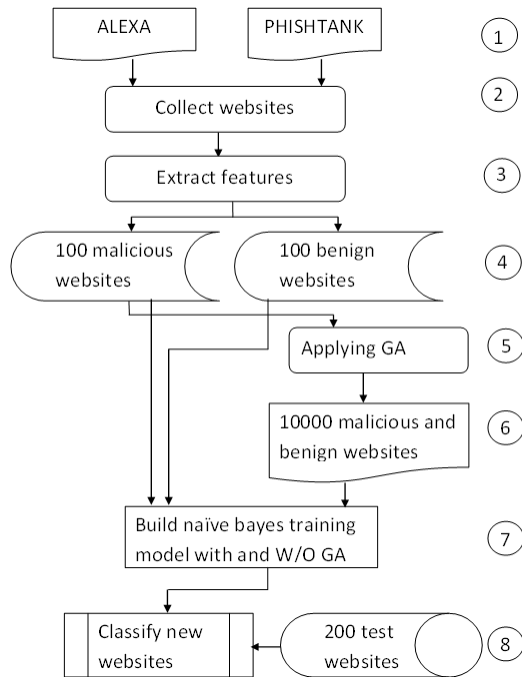 ALEXA
PHISHTANK
1
Collect websites
2
Extract features
3
100 malicious
websites
100 benign
websites
4
Applying GA
5
10000 malicious and
benign websites
6
Build naïve bayes training
model with and W/O GA
7
Classify new
websites
200 test
websites
8